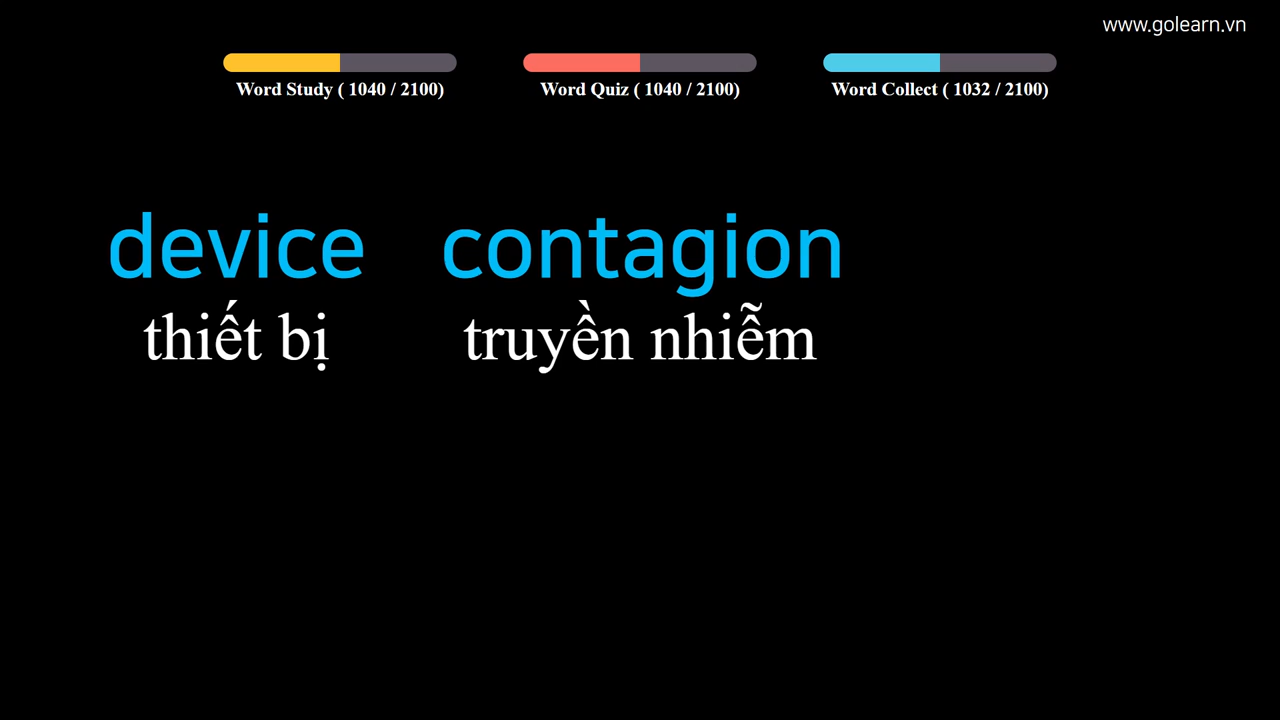 www.golearn.vn
Word Study ( 1040 / 2100)
Word Quiz ( 1040 / 2100)
Word Collect ( 1032 / 2100)
device contagion
thiết bị truyền nhiễm